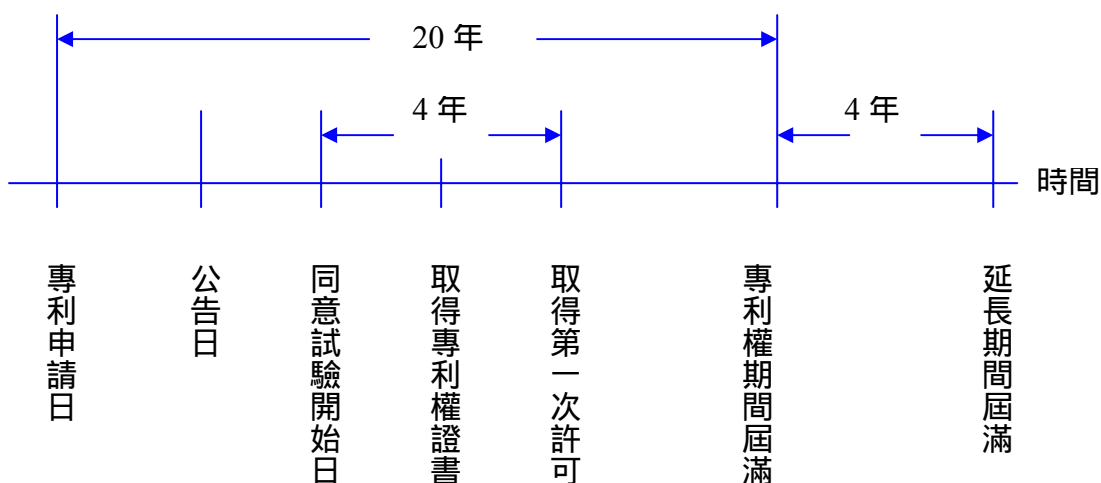 20 年
4 年
4 年
時間
專利申請日
公告日
同意試驗開始日
取得專利權證書
取得第一次許可
專利權期間屆滿
延長期間屆滿